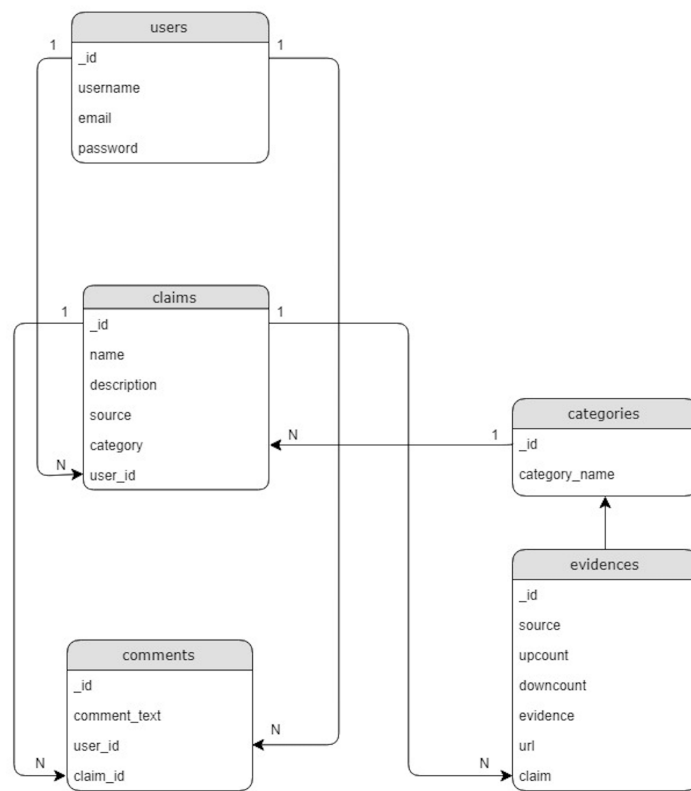 users
1
1
_id
username
email
password
claims
1
1
_id
name
description
source
category
N
1
N
user_id
categories
_id
category_name
evidences
_id
source
upcount
downcount
evidence
url
N
claim
comments
_id
comment_text
user_id
N
N
claim_id